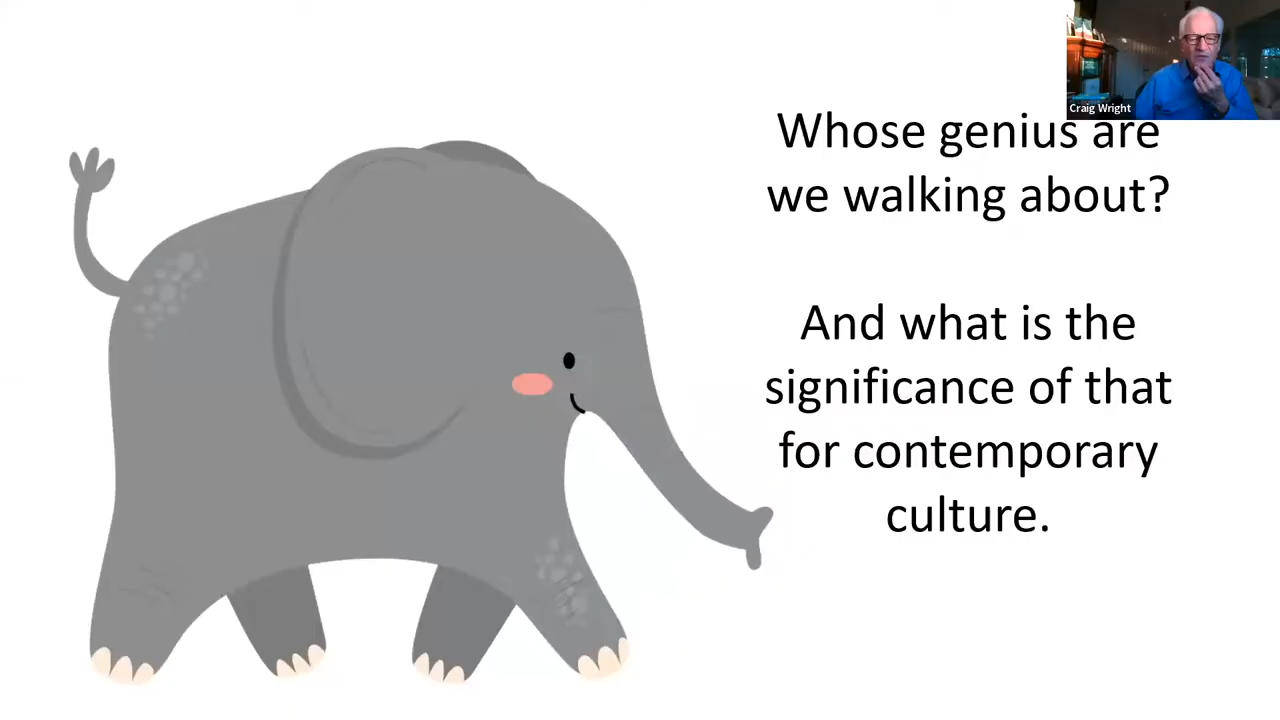 Craig Wright
Whose genius are
we walking about?
And what is the
significance of that
for contemporary
culture.